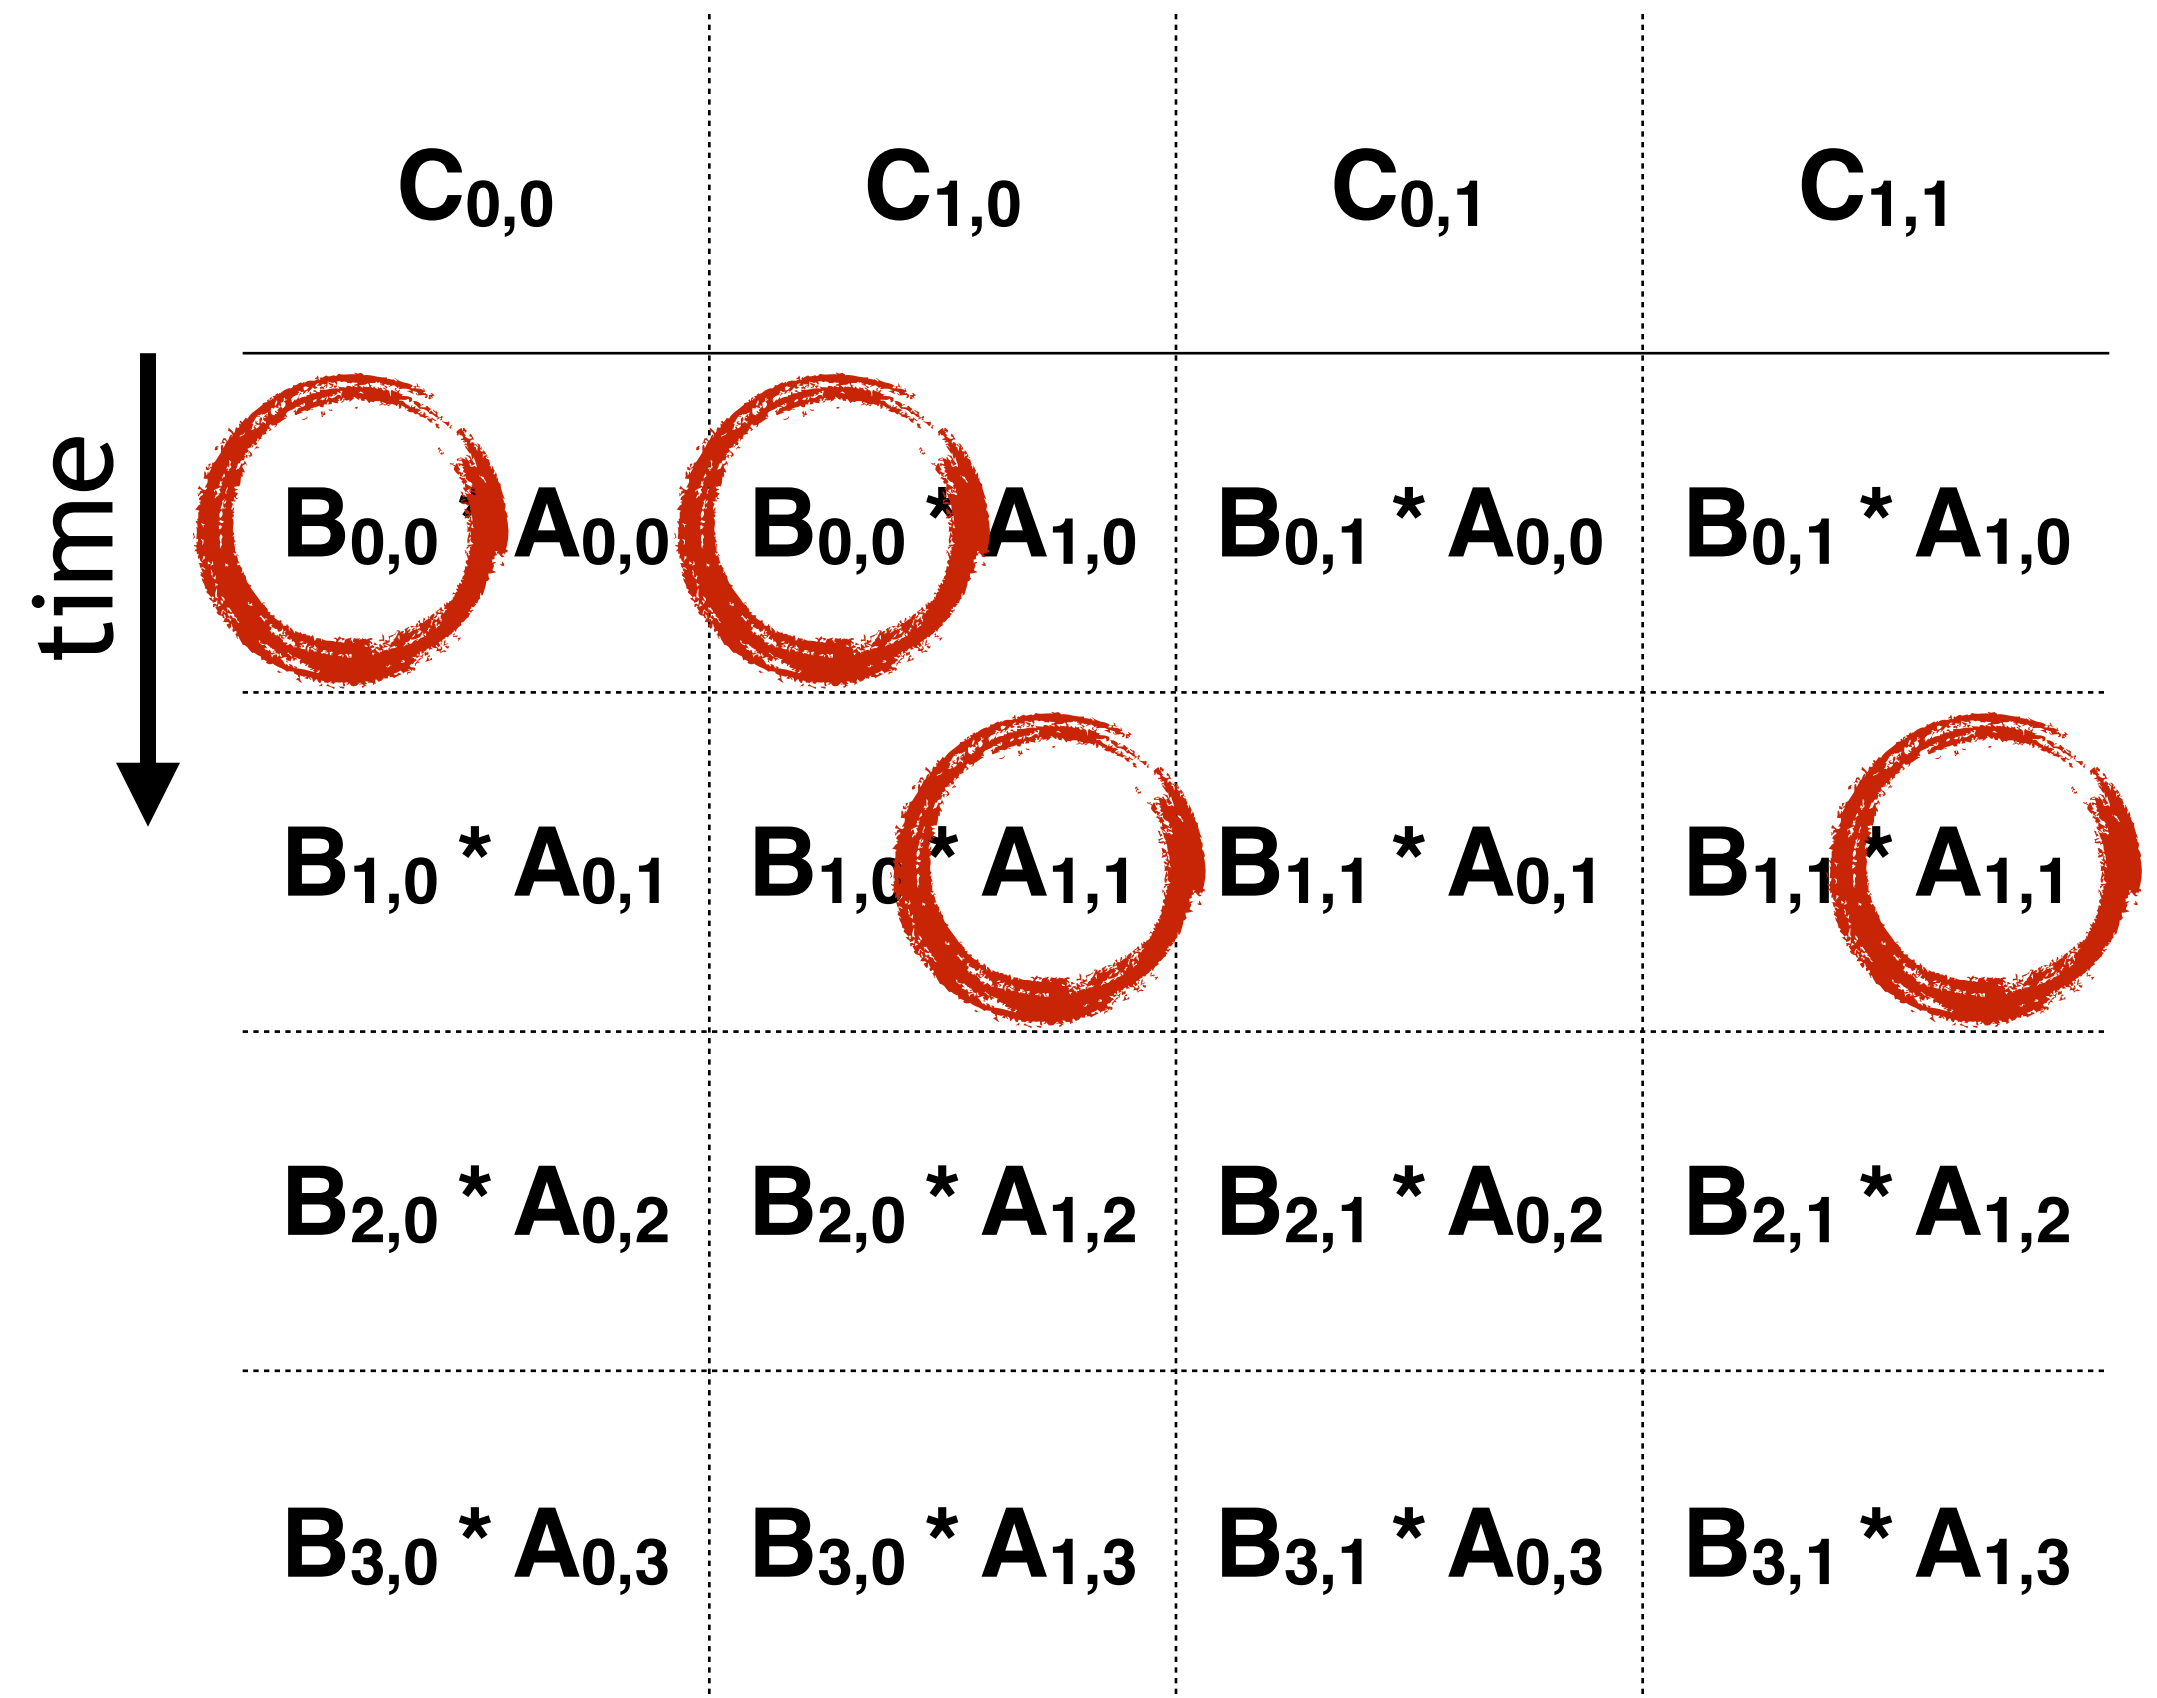 C0,0 C1,0 C0,1 C1,1
time
B0,0 * A0,0 B0,0 * A1,0 B0,1 * A0,0 B0,1 * A1,0
B1,0 * A0,1 B1,0 * A1,1 B1,1 * A0,1 B1,1 * A1,1
B2,0 * A0,2 B2,0 * A1,2 B2,1 * A0,2 B2,1 * A1,2
B3,0 * A0,3 B3,0 * A1,3 B3,1 * A0,3 B3,1 * A1,3